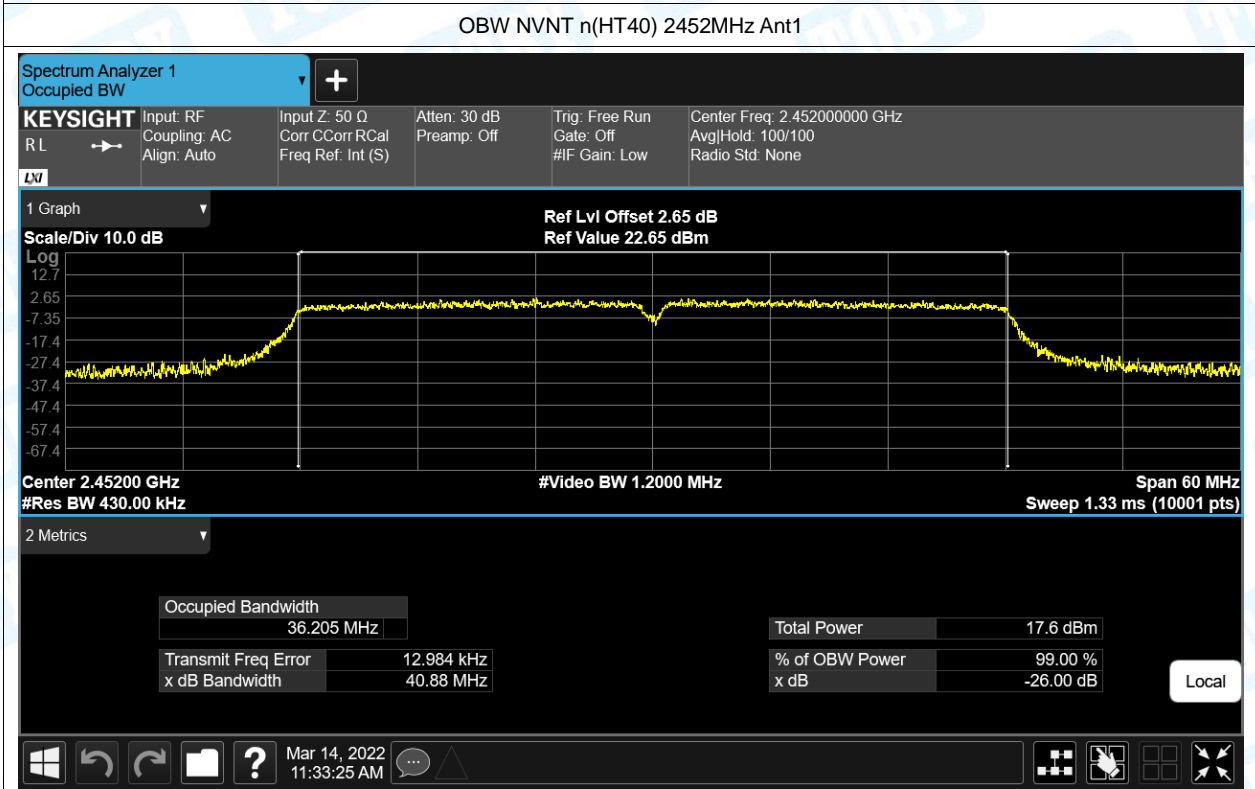 OBW NVNT n(HT40) 2452MHz Ant1
Spectrum Analyzer 1
Occupied BW
KEYSIGHT
R L
LXI
Input: RF
Coupling: AC
Align: Auto
Input Z: 50 Ω
Corr CCorr RCal
Freq Ref: Int (S)
Atten: 30 dB
Preamp: Off
Trig: Free Run
Gate: Off
#IF Gain: Low
Center Freq: 2.452000000 GHz
Avg|Hold: 100/100
Radio Std: None
1 Graph
Scale/Div 10.0 dB
Ref Lvl Offset 2.65 dB
Ref Value 22.65 dBm
Log
12.7
2.65
-7.35
-17.4
-27.4
-37.4
-47.4
-57.4
-67.4
Center 2.45200 GHz
#Video BW 1.2000 MHz
Span 60 MHz
#Res BW 430.00 kHz
Sweep 1.33 ms (10001 pts)
2 Metrics
Occupied Bandwidth
36.205 MHz
Total Power 17.6 dBm
Transmit Freq Error 12.984 kHz
% of OBW Power 99.00 %
x dB Bandwidth 40.88 MHz
x dB -26.00 dB
Local
Mar 14, 2022
11:33:25 AM